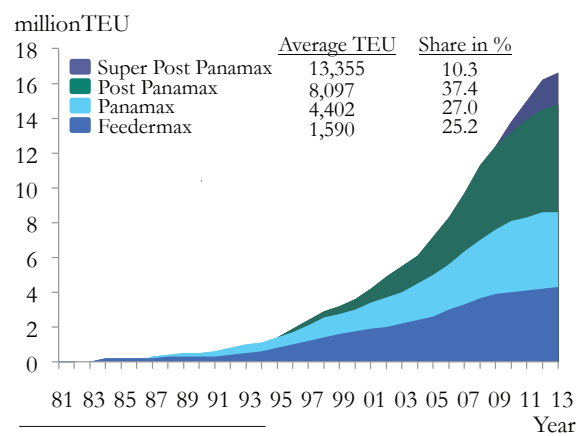 millionTEU
18
16
14
12
10
8
6
4
2
0
Average TEU Share in %
Super Post Panamax 13,355 10.3
Post Panamax 8,097 37.4
Panamax 4,402 27.0
Feedermax 1,590 25.2
81 83 85 87 89 91 93 95 97 99 01 03 05 07 09 11 13
Year